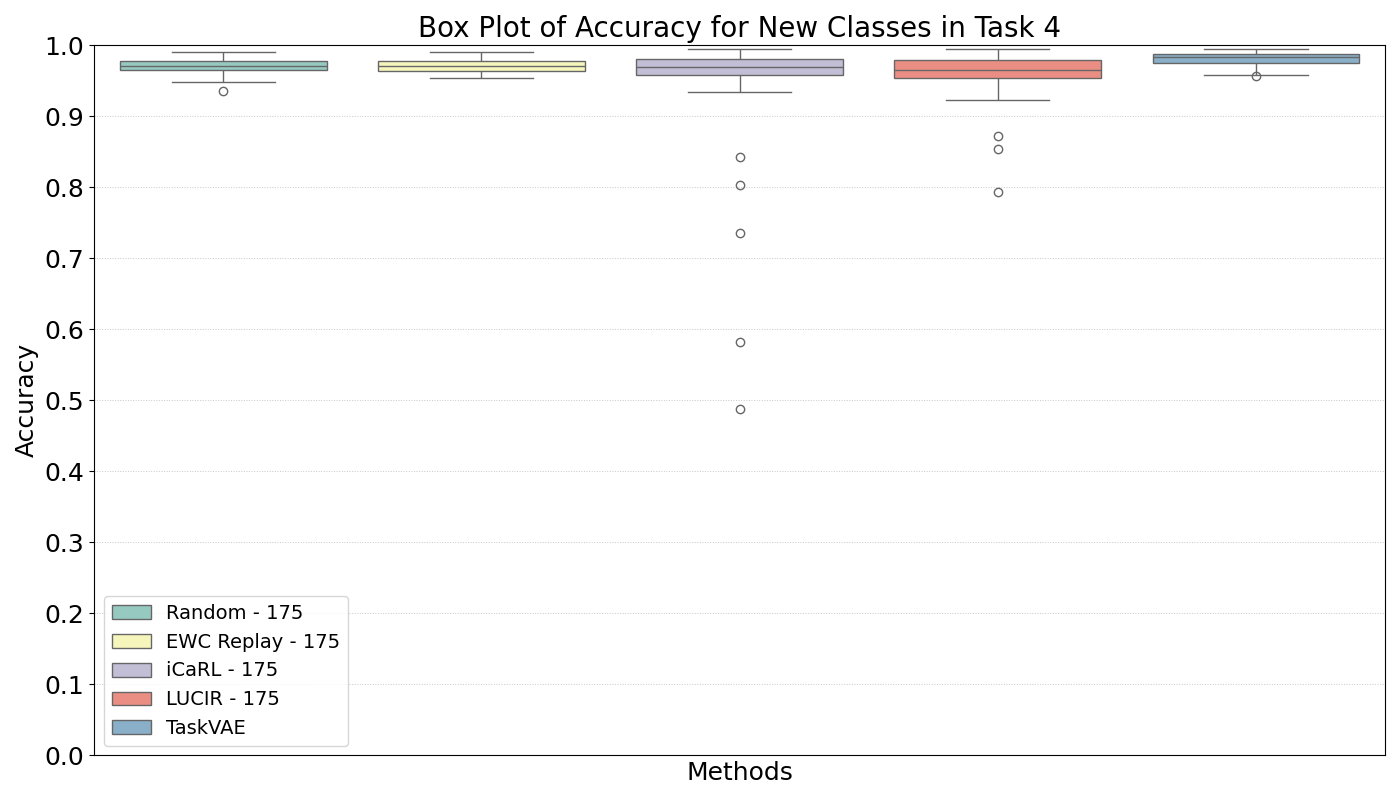 Box Plot of Accuracy for New Classes in Task 4
1.0
0.9
0.8
0.7
0.6
0.5
0.4
0.3
0.2
0.1
0.0
Accuracy
Random - 175
EWC Replay - 175
iCaRL - 175
LUCIR - 175
TaskVAE
Methods